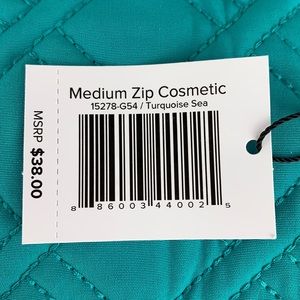 Medium Zip Cosmetic
15278-G54 / Turquoise Sea
8 86003 44002 5
MSRP $38.00